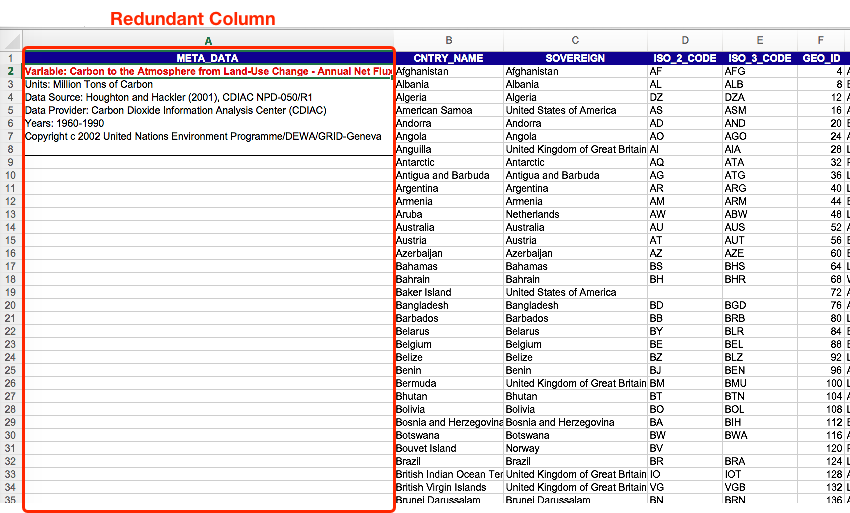 Redundant Column
A B C D E F
1 META_DATA CNTRY_NAME SOVEREIGN ISO_2_CODE ISO_3_CODE GEO_ID
2 Variable: Carbon to the Atmosphere from Land-Use Change - Annual Net Flux Afghanistan Afghanistan AF AFG 4
3 Units: Million Tons of Carbon Albania Albania AL ALB 8
4 Data Source: Houghton and Hackler (2001), CDIAC NPD-050/R1 Algeria Algeria DZ DZA 12
5 Data Provider: Carbon Dioxide Information Analysis Center (CDIAC) American Samoa United States of America AS ASM 16
6 Years: 1960-1990 Andorra Andorra AD AND 20
7 Copyright c 2002 United Nations Environment Programme/DEWA/GRID-Geneva Angola Angola AO AGO 24
8 Anguilla United Kingdom of Great Britain AI AIA 28
9 Antarctic Antarctic AQ ATA 32
10 Antigua and Barbuda Antigua and Barbuda AG ATG 36
11 Argentina Argentina AR ARG 40
12 Armenia Armenia AM ARM 44
13 Aruba Netherlands AW ABW 48
14 Australia Australia AU AUS 52
15 Austria Austria AT AUT 56
16 Azerbaijan Azerbaijan AZ AZE 60
17 Bahamas Bahamas BS BHS 64
18 Bahrain Bahrain BH BHR 68
19 Baker Island United States of America 72
20 Bangladesh Bangladesh BD BGD 76
21 Barbados Barbados BB BRB 80
22 Belarus Belarus BY BLR 84
23 Belgium Belgium BE BEL 88
24 Belize Belize BZ BLZ 92
25 Benin Benin BJ BEN 96
26 Bermuda United Kingdom of Great Britain BM BMU 100
27 Bhutan Bhutan BT BTN 104
28 Bolivia Bolivia BO BOL 108
29 Bosnia and Herzegovina Bosnia and Herzegovina BA BIH 112
30 Botswana Botswana BW BWA 116
31 Bouvet Island Norway BV 120
32 Brazil Brazil BR BRA 124
33 British Indian Ocean Ter United Kingdom of Great Britain IO IOT 128
34 British Virgin Islands United Kingdom of Great Britain VG VGB 132
35 Brunei Darussalam Brunei Darussalam BN BRN 136